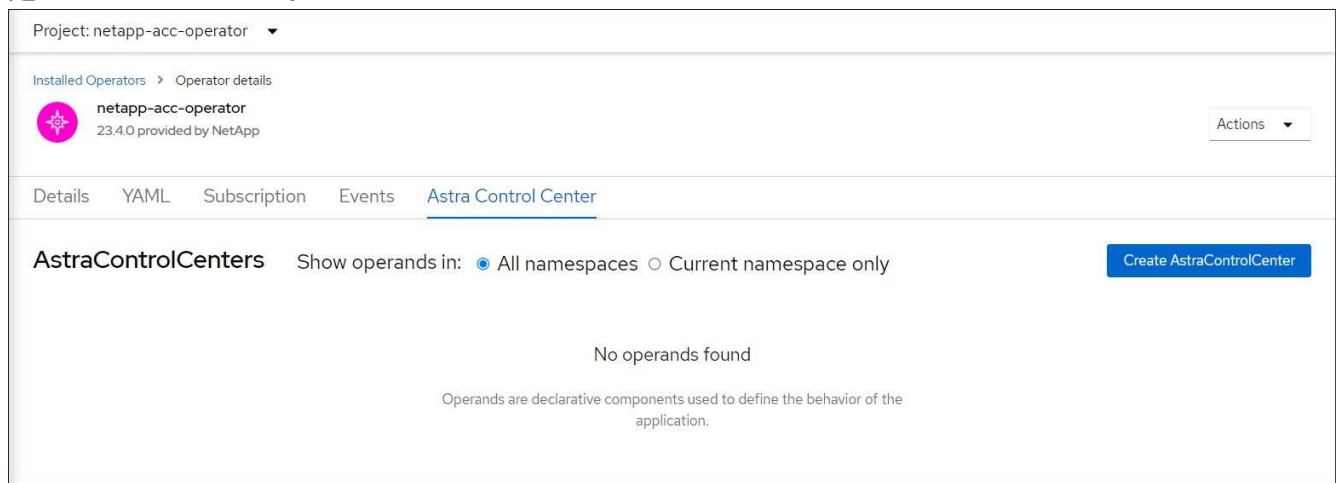 Project: netapp-acc-operator
Installed Operators > Operator details
netapp-acc-operator
23.4.0 provided by NetApp
Actions
Details YAML Subscription Events Astra Control Center
AstraControlCenters Show operands in: All namespaces Current namespace only Create AstraControlCenter
No operands found
Operands are declarative components used to define the behavior of the
application.